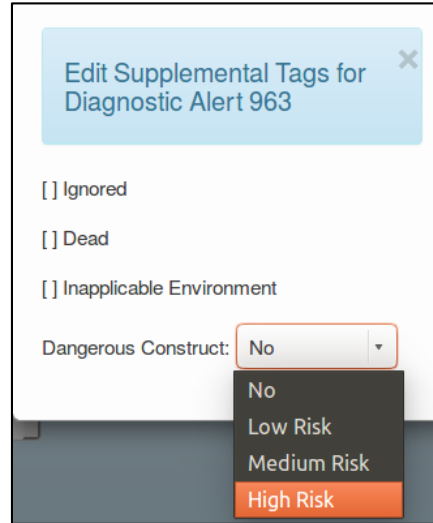 Edit Supplemental Tags for
Diagnostic Alert 963
×
[ ] Ignored
[ ] Dead
[ ] Inapplicable Environment
Dangerous Construct: No
No
Low Risk
Medium Risk
High Risk